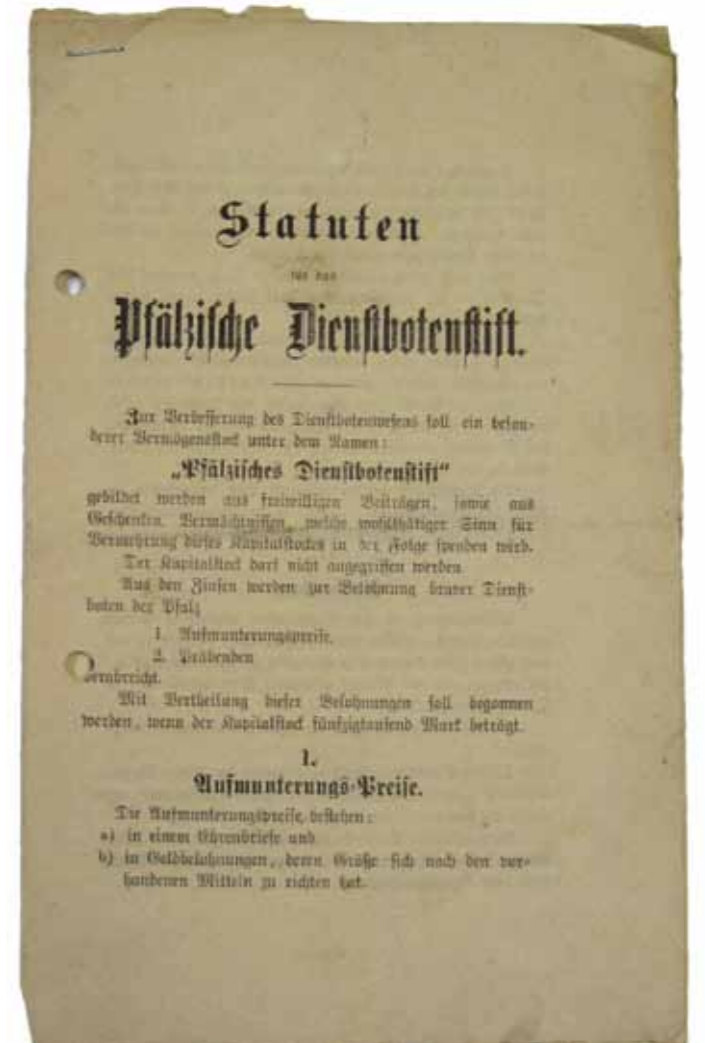 Statuten
für das
Pfälzische Dienstbotenstift.
Zur Verbesserung des Dienstbotenwesens soll ein beson-
derer Vermögensstock unter dem Namen:
„Pfälzisches Dienstbotenstift“
gebildet werden aus freiwilligen Beiträgen, sowie aus
Geschenken, Vermächtnissen, welche wohlthätiger Sinn für
Vermehrung dieses Kapitalstockes in der Folge spenden wird.
Der Kapitalstock darf nicht angegriffen werden.
Aus den Zinsen werden zur Belohnung braver Dienst-
boten der Pfalz
1. Aufmunterungspreise,
2. Präbenden
verabreicht.
Mit Vertheilung dieser Belohnungen soll begonnen
werden, wenn der Kapitalstock fünfzigtausend Mark beträgt.
1.
Aufmunterungs-Preise.
Die Aufmunterungspreise bestehen:
a) in einem Ehrenbriefe und
b) in Geldbelohnungen, deren Größe sich nach den vor-
handenen Mitteln zu richten hat.